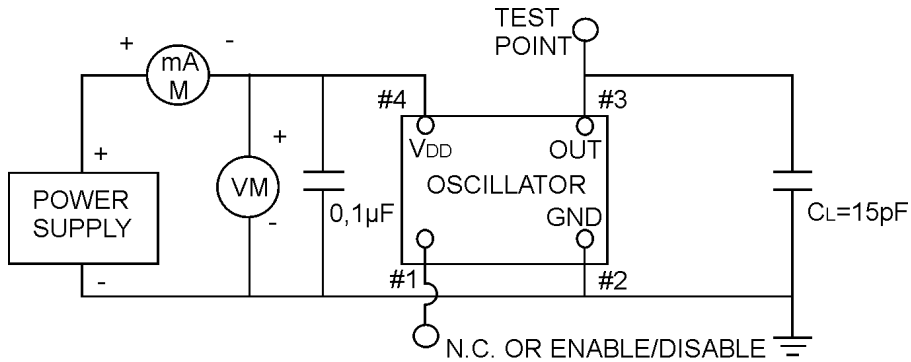 TEST
POINT
+
-
mA
M
#4
#3
+
+
VDD
OUT
POWER
SUPPLY
VM
0,1µF
OSCILLATOR
CL=15pF
-
GND
-
#1
#2
N.C. OR ENABLE/DISABLE